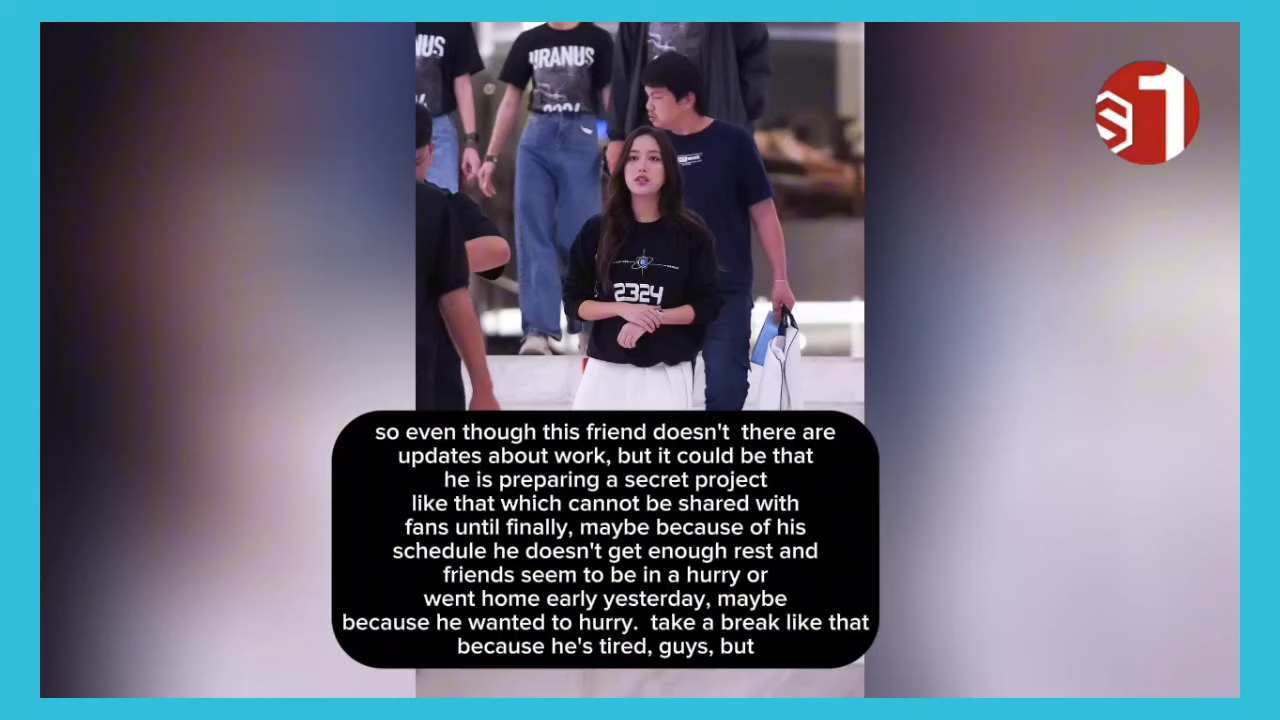 NUS
URANUS
2324
so even though this friend doesn't  there are
updates about work, but it could be that
he is preparing a secret project
like that which cannot be shared with
fans until finally, maybe because of his
schedule he doesn't get enough rest and
friends seem to be in a hurry or
went home early yesterday, maybe
because he wanted to hurry.  take a break like that
because he's tired, guys, but